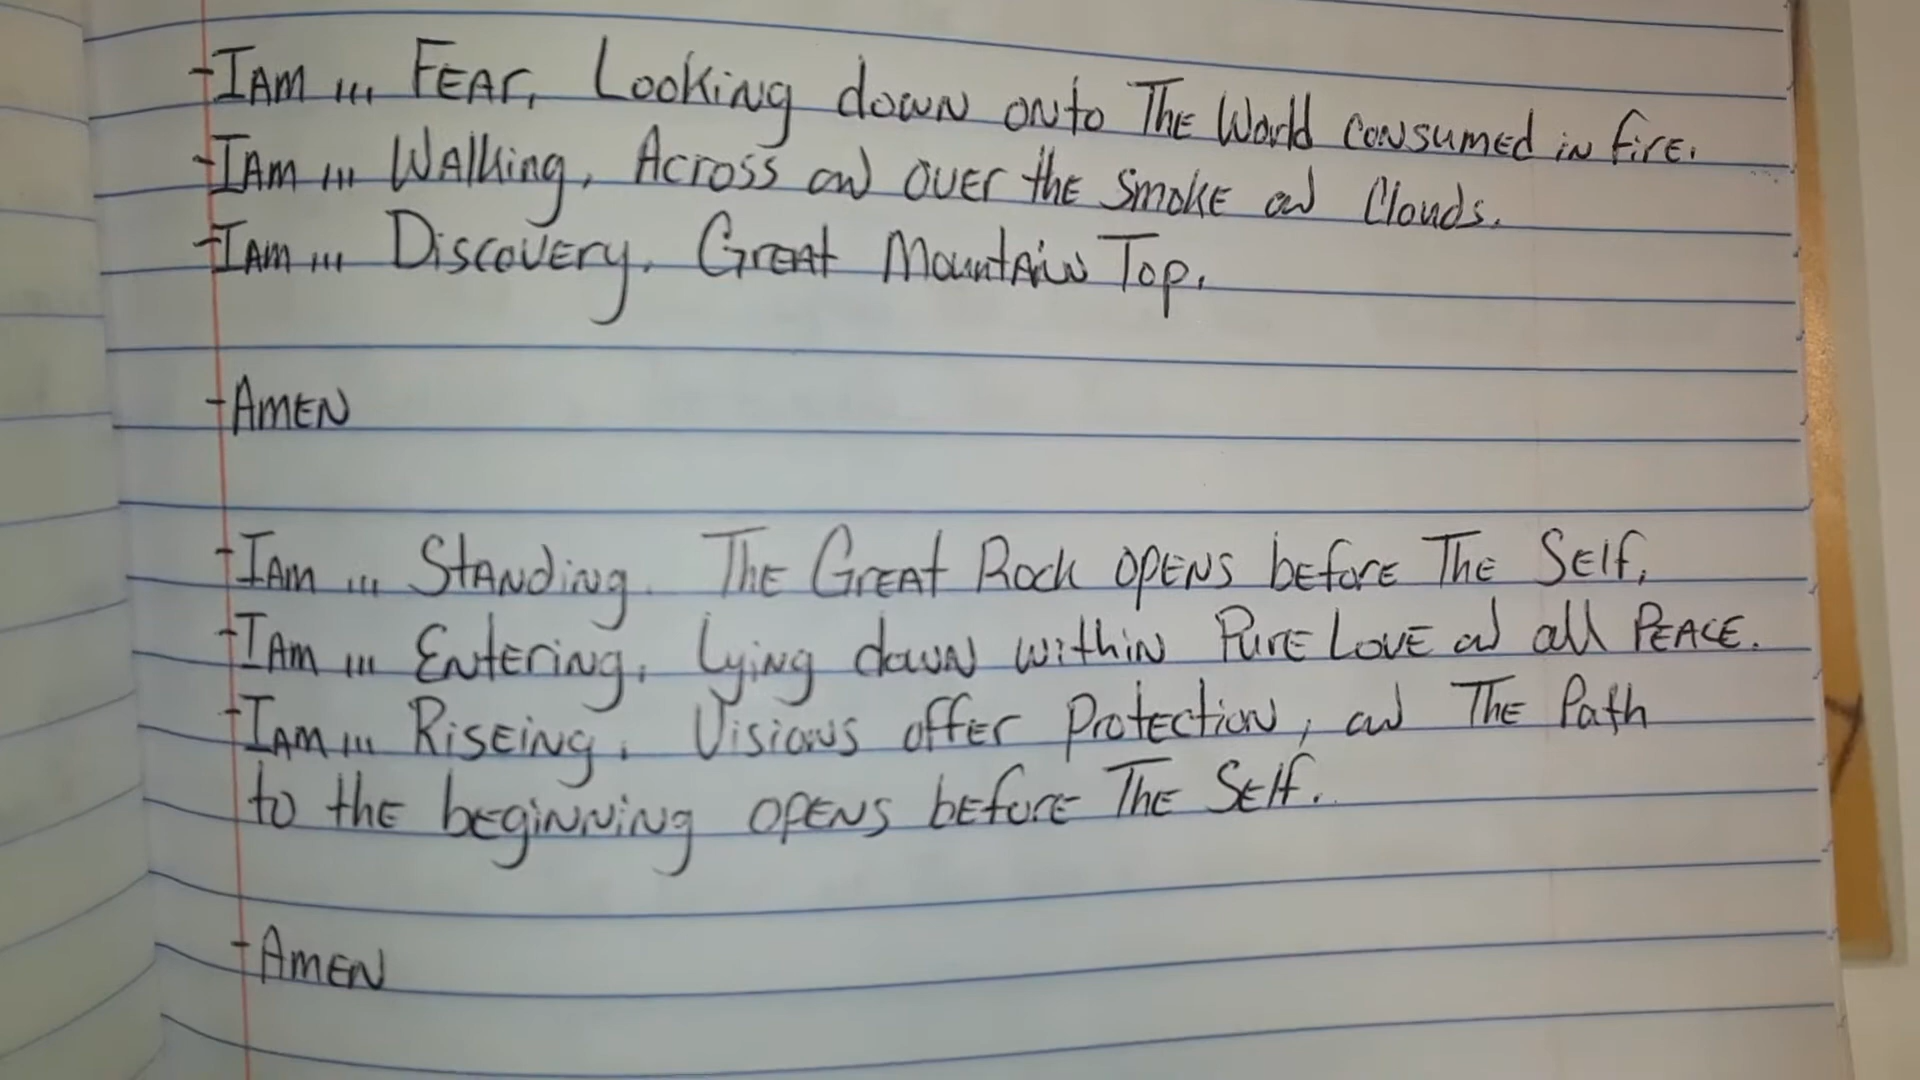 -I AM ... FEAr. Looking down onto The World consumed in fire.
-I AM ... Walking. Across and over the smoke and Clouds.
-I AM ... Discovery. Great Mountain Top.
-AMEN
-I AM ... Standing. The Great Rock opens before The Self.
-I AM ... Entering. Lying down within Pure Love and all Peace.
-I AM ... Riseing. Visions offer protection, and The Path
to the beginning opens before The Self.
-AMEN